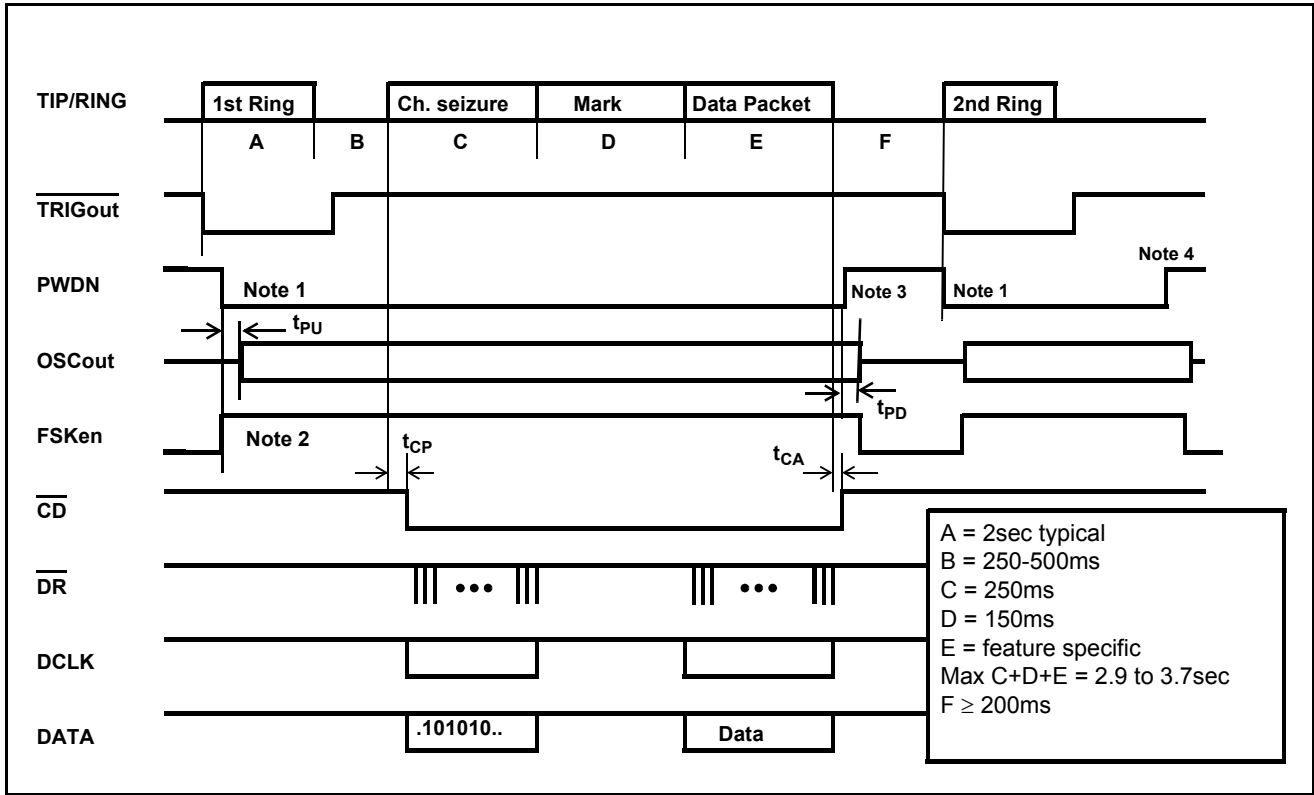 TIP/RING 1st Ring Ch. seizure Mark Data Packet 2nd Ring
A B C D E F
TRIGout
Note 4
PWDN Note 1 Note 3 Note 1
tPU
OSCout
tPD
FSKen Note 2 tCP tCA
CD
DR ••• •••
DCLK
DATA .101010.. Data
A = 2sec typical
B = 250-500ms
C = 250ms
D = 150ms
E = feature specific
Max C+D+E = 2.9 to 3.7sec
F ≥ 200ms